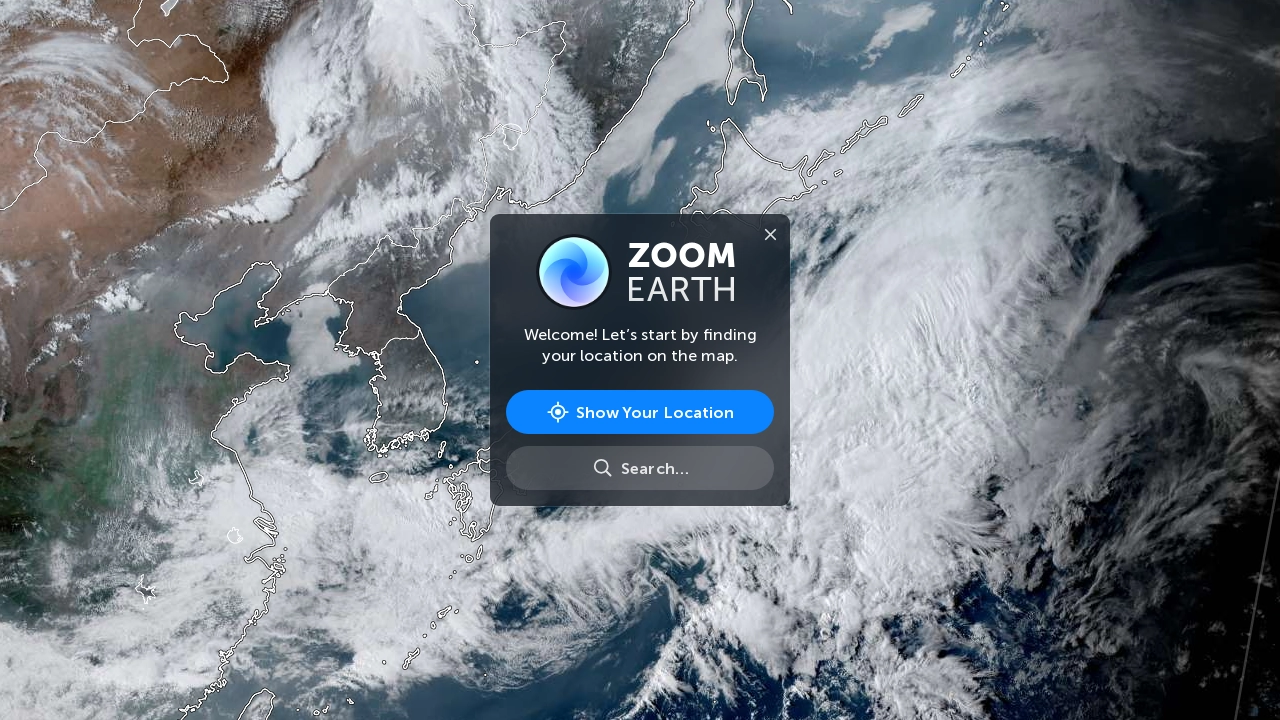 ZOOM
EARTH
Welcome! Let’s start by finding
your location on the map.
Show Your Location
Search…